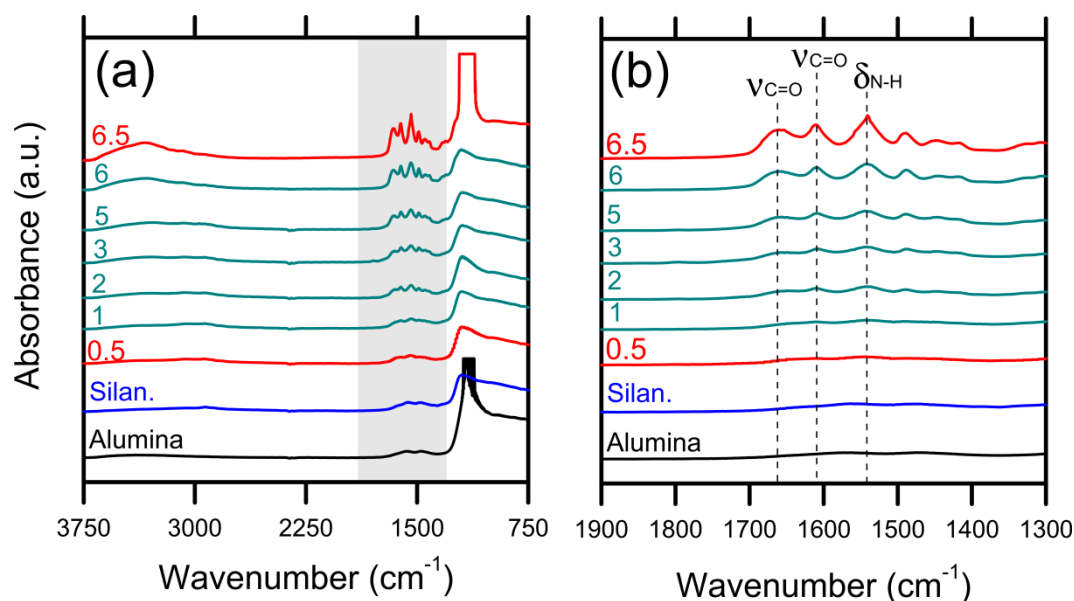 (a)
6.5
6
5
3
2
1
0.5
Silan.
Alumina
3750 3000 2250 1500 750
Wavenumber (cm⁻¹)
Absorbance (a.u.)
(b)
νC=O
νC=O
δN-H
6.5
6
5
3
2
1
0.5
Silan.
Alumina
1900 1800 1700 1600 1500 1400 1300
Wavenumber (cm⁻¹)